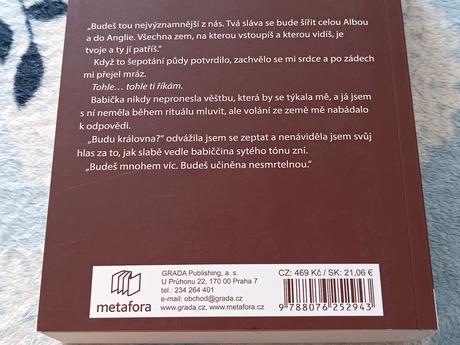 „Budeš tou nejvýznamnější z nás. Tvá sláva se bude šířit celou Albou
a do Anglie. Všechna zem, na kterou vstoupíš a kterou vidíš, je
tvoje a ty jí patříš.“
Když to šepotání půdy potvrdilo, zachvělo se mi srdce a po zádech
mi přejel mráz.
Tohle… tohle ti říkám.
Babička nikdy nepronesla věštbu, která by se týkala mě, a já jsem
s ní neměla během rituálu mluvit, ale volání ze země mě nabádalo
k odpovědi.
„Budu královna?“ odvážila jsem se zeptat a nenáviděla jsem svůj
hlas za to, jak slabě vedle babiččina sytého tónu zní.
„Budeš mnohem víc. Budeš učiněna nesmrtelnou.“
metafora
GRADA Publishing, a. s.
U Průhonu 22, 170 00 Praha 7
tel.: 234 264 401
e-mail: obchod@grada.cz
www.grada.cz, www.metafora.cz
CZ: 469 Kč / SK: 21,06 €
9 788076 252943